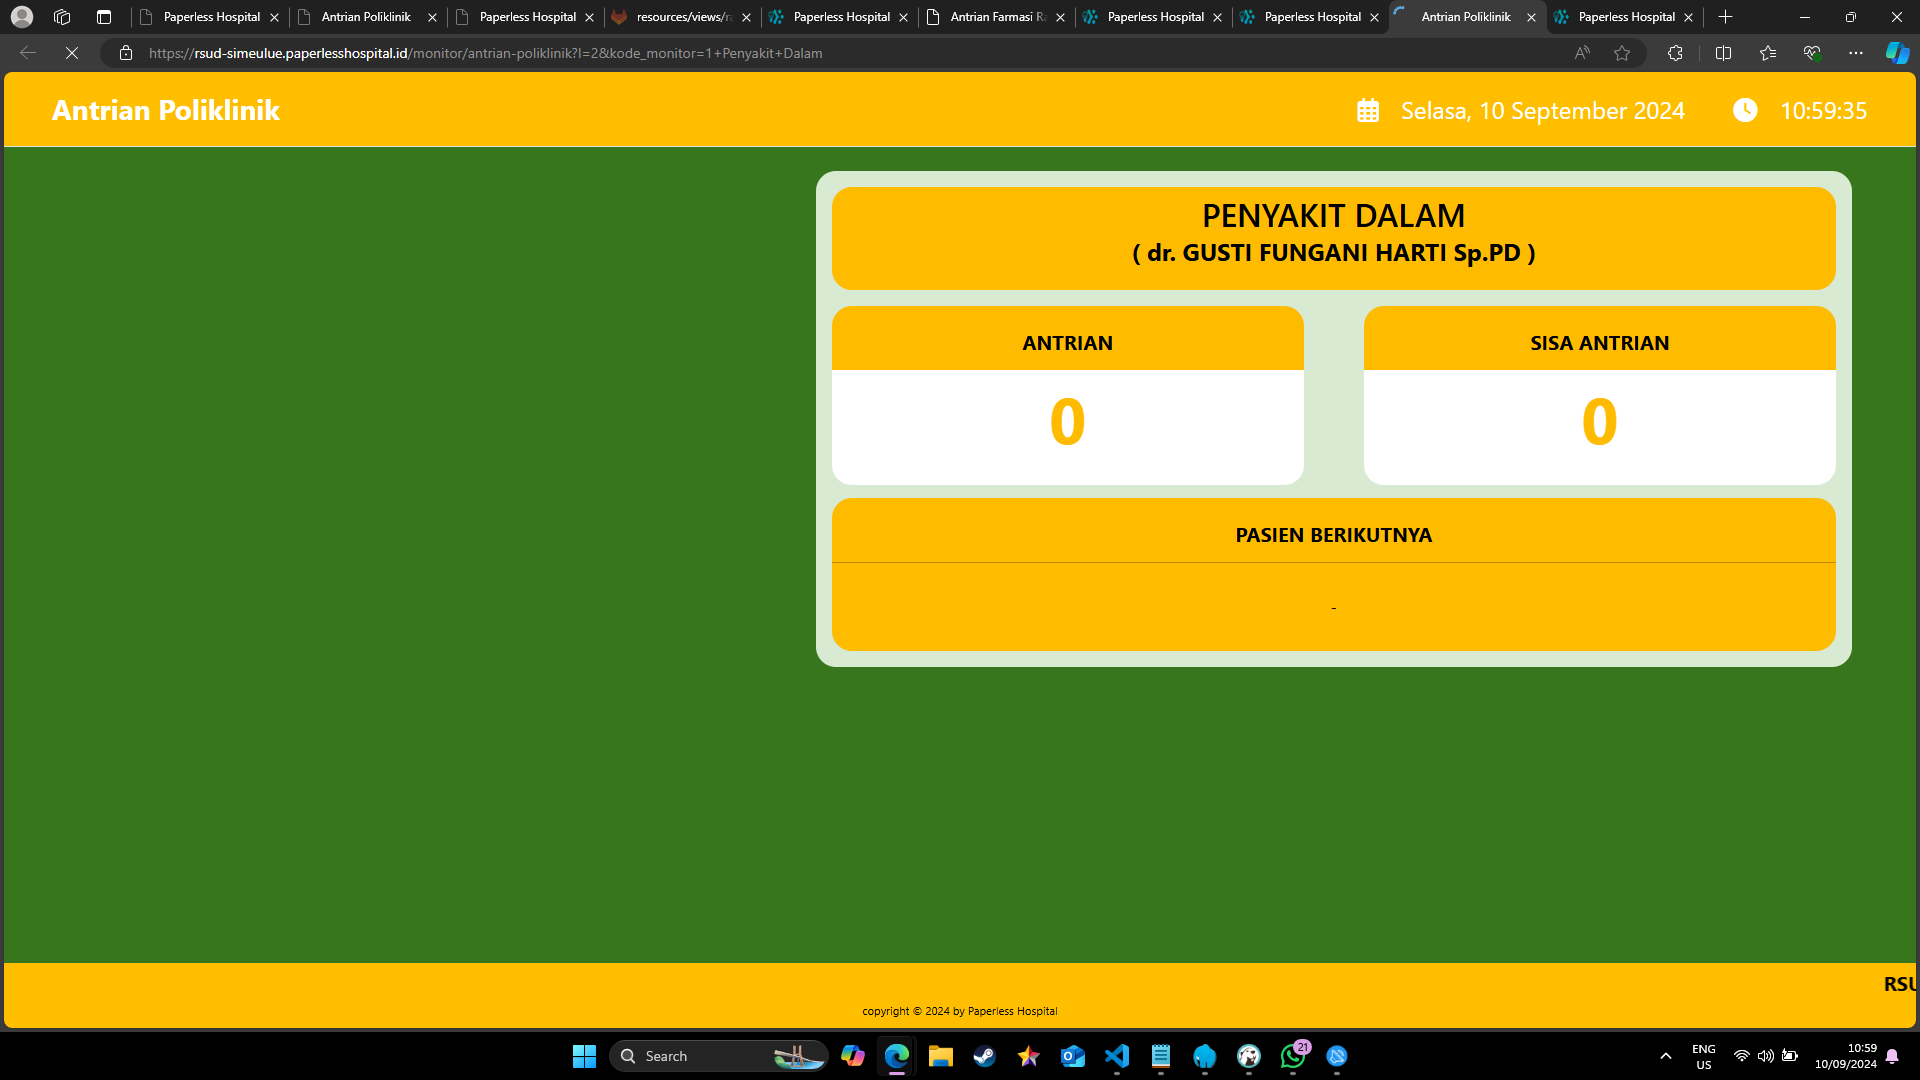 Paperless Hospital
Antrian Poliklinik
Paperless Hospital
resources/views/ra
Paperless Hospital
Antrian Farmasi Ra
Paperless Hospital
Paperless Hospital
Antrian Poliklinik
Paperless Hospital
https://rsud-simeulue.paperlesshospital.id/monitor/antrian-poliklinik?l=2&kode_monitor=1+Penyakit+Dalam
Antrian Poliklinik
Selasa, 10 September 2024
10:59:35
PENYAKIT DALAM
( dr. GUSTI FUNGANI HARTI Sp.PD )
ANTRIAN
SISA ANTRIAN
0
0
PASIEN BERIKUTNYA
-
RSU
copyright © 2024 by Paperless Hospital
Search
21
ENG
US
10:59
10/09/2024